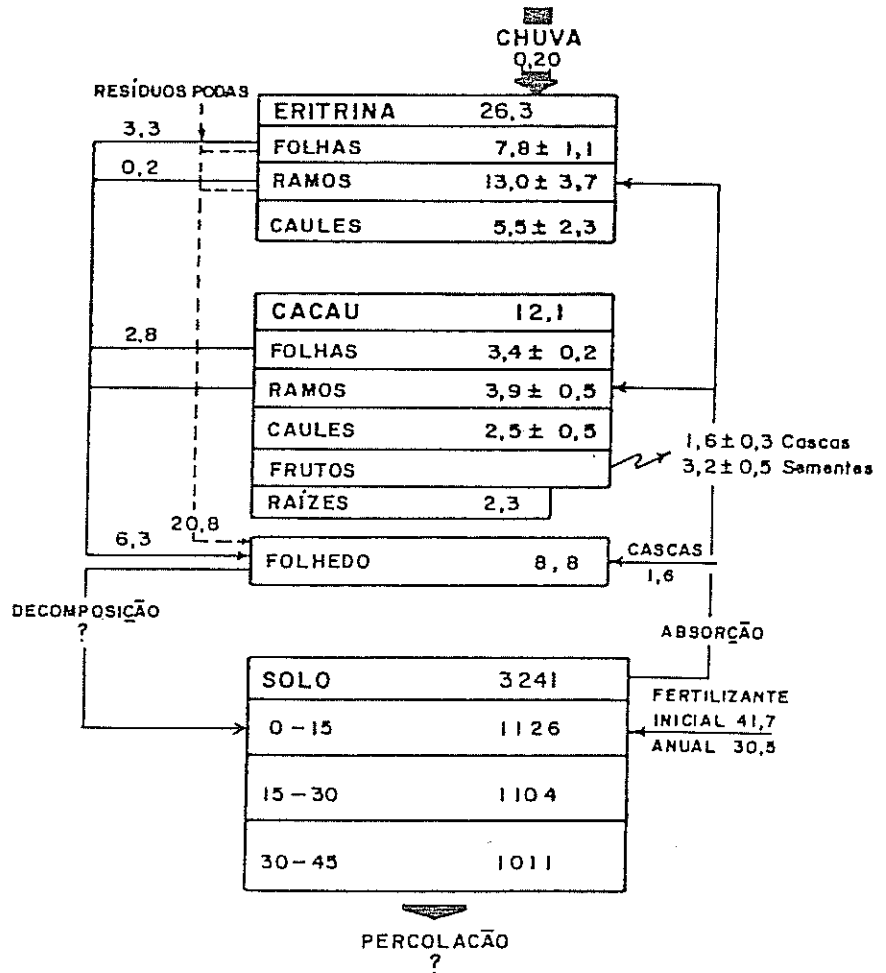 CHUVA
0,20
RESÍDUOS PODAS
ERITRINA 26,3
3,3
FOLHAS 7,8 ± 1,1
0,2
RAMOS 13,0 ± 3,7
CAULES 5,5 ± 2,3
CACAU 12,1
2,8
FOLHAS 3,4 ± 0,2
RAMOS 3,9 ± 0,5
CAULES 2,5 ± 0,5
1,6 ± 0,3 Cascas
FRUTOS
3,2 ± 0,5 Sementes
RAÍZES 2,3
20,8
6,3
FOLHEDO 8,8
CASCAS
1,6
DECOMPOSIÇÃO
?
ABSORÇÃO
SOLO 3241
FERTILIZANTE
INICIAL 41,7
0-15 1126
ANUAL 30,5
15-30 1104
30-45 1011
PERCOLACÃO
?